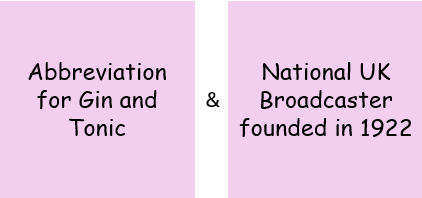 Abbreviation
for Gin and
Tonic
&
National UK
Broadcaster
founded in 1922